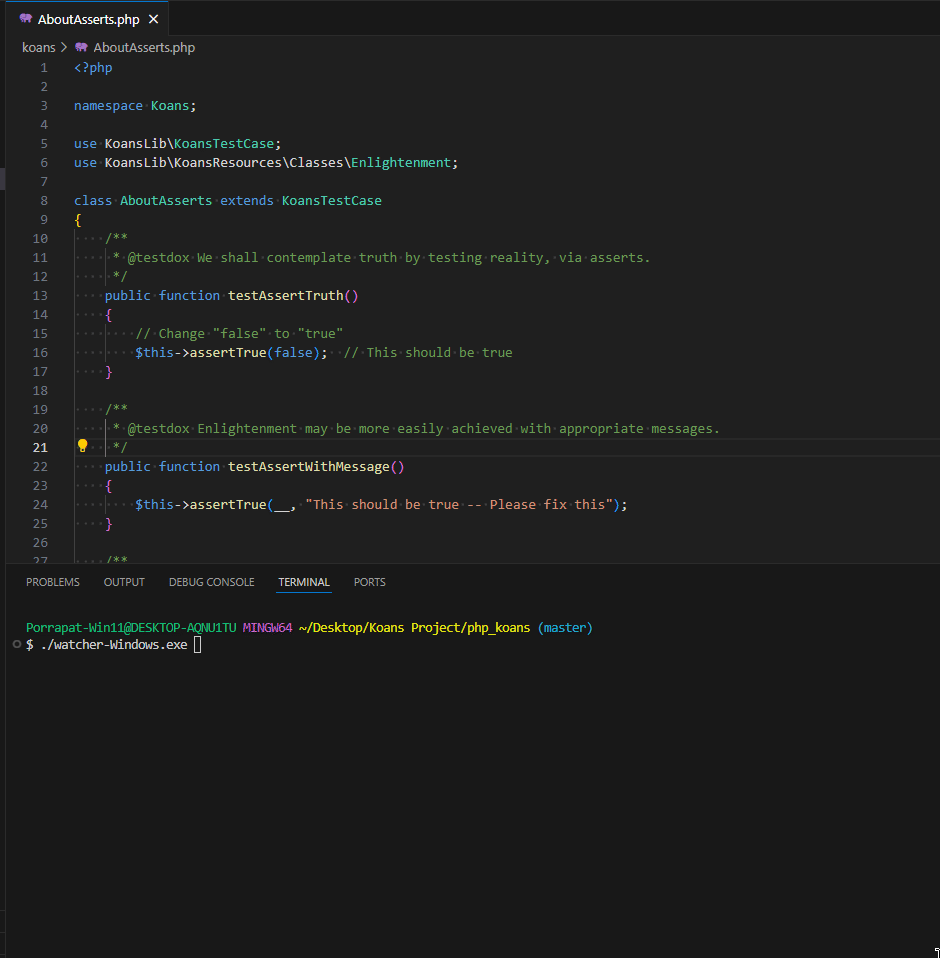 AboutAsserts.php
koans > AboutAsserts.php
1 <?php
2
3 namespace Koans;
4
5 use KoansLib\KoansTestCase;
6 use KoansLib\KoansResources\Classes\Enlightenment;
7
8 class AboutAsserts extends KoansTestCase
9 {
10     /**
11      * @testdox We shall contemplate truth by testing reality, via asserts.
12      */
13     public function testAssertTruth()
14     {
15         // Change "false" to "true"
16         $this->assertTrue(false);  // This should be true
17     }
18
19     /**
20      * @testdox Enlightenment may be more easily achieved with appropriate messages.
21      */
22     public function testAssertWithMessage()
23     {
24         $this->assertTrue(__, "This should be true -- Please fix this");
25     }
26
27     /**
PROBLEMS OUTPUT DEBUG CONSOLE TERMINAL PORTS
Porrapat-Win11@DESKTOP-AQNU1TU MINGW64 ~/Desktop/Koans Project/php_koans (master)
$ ./watcher-Windows.exe